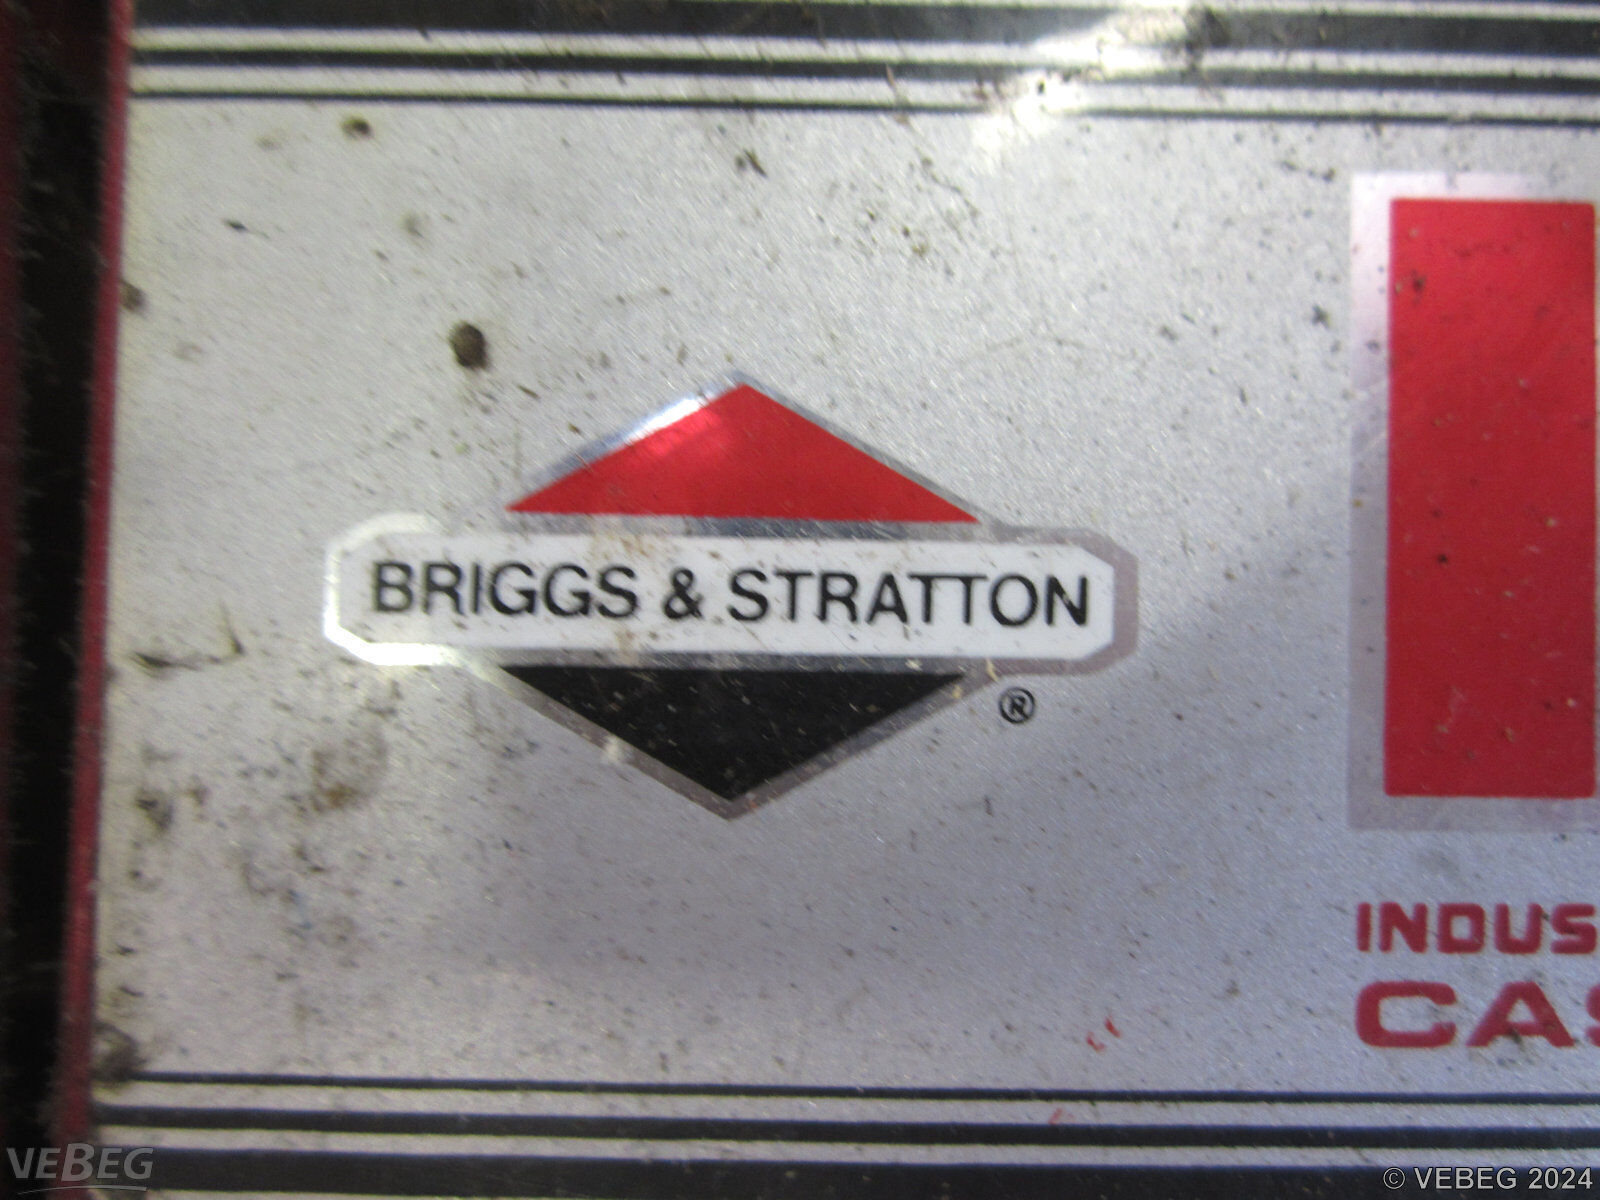 BRIGGS & STRATTON
®
INDUS
CAS
VEBEG
© VEBEG 2024